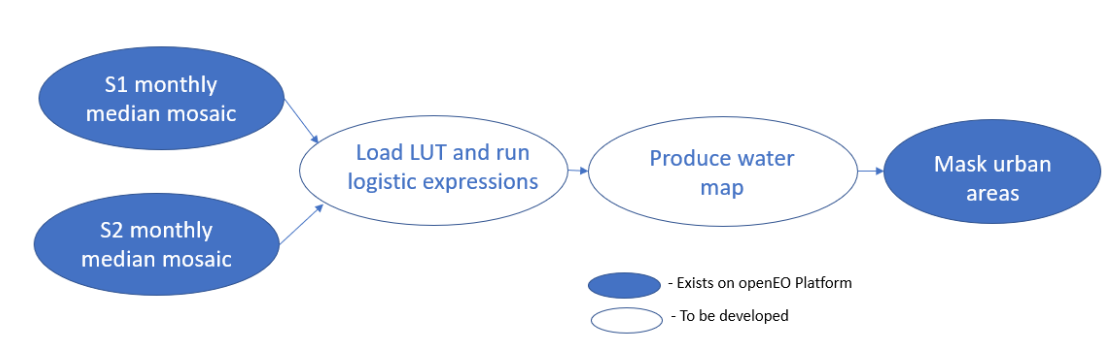 S1 monthly
median mosaic
S2 monthly
median mosaic
Load LUT and run
logistic expressions
Produce water
map
Mask urban
areas
- Exists on openEO Platform
- To be developed